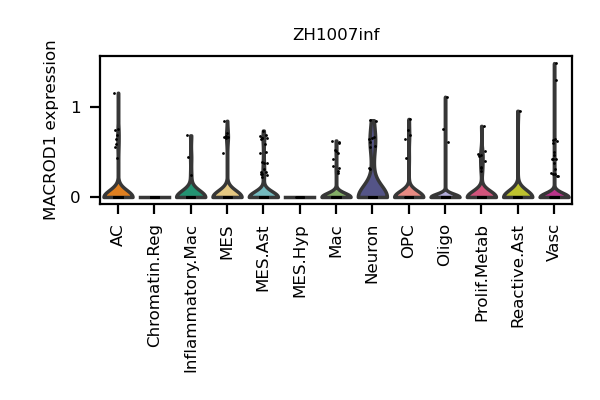 ZH1007inf
MACROD1 expression
1
0
AC
Chromatin.Reg
Inflammatory.Mac
MES
MES.Ast
MES.Hyp
Mac
Neuron
OPC
Oligo
Prolif.Metab
Reactive.Ast
Vasc